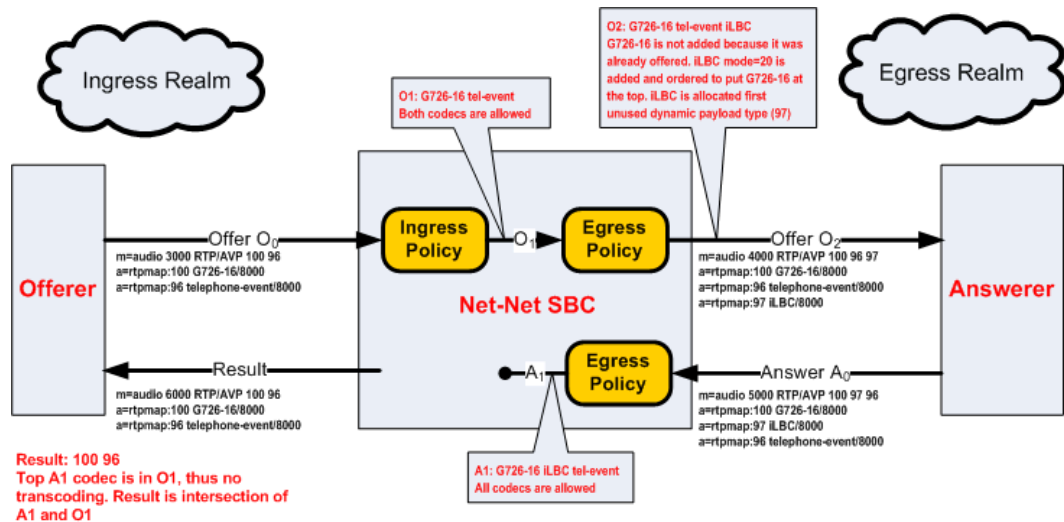 Ingress Realm
Egress Realm
O1: G726-16 tel-event
Both codecs are allowed
O2: G726-16 tel-event iLBC
G726-16 is not added because it was
already offered. iLBC mode=20 is
added and ordered to put G726-16 at
the top. iLBC is allocated first
unused dynamic payload type (97)
Offerer
Offer O0
m=audio 3000 RTP/AVP 100 96
a=rtpmap:100 G726-16/8000
a=rtpmap:96 telephone-event/8000
Ingress
Policy
O1
Egress
Policy
Net-Net SBC
Offer O2
m=audio 4000 RTP/AVP 100 96 97
a=rtpmap:100 G726-16/8000
a=rtpmap:96 telephone-event/8000
a=rtpmap:97 iLBC/8000
Answerer
Result
m=audio 6000 RTP/AVP 100 96
a=rtpmap:100 G726-16/8000
a=rtpmap:96 telephone-event/8000
A1
Egress
Policy
Answer A0
m=audio 5000 RTP/AVP 100 97 96
a=rtpmap:100 G726-16/8000
a=rtpmap:97 iLBC/8000
a=rtpmap:96 telephone-event/8000
Result: 100 96
Top A1 codec is in O1, thus no
transcoding. Result is intersection of
A1 and O1
A1: G726-16 iLBC tel-event
All codecs are allowed